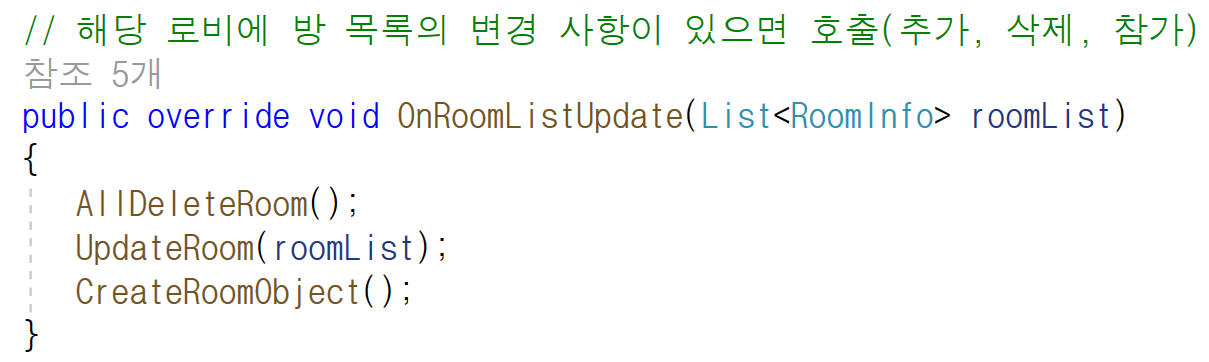 // 해당 로비에 방 목록의 변경 사항이 있으면 호출(추가, 삭제, 참가)
참조 5개
public override void OnRoomListUpdate(List<RoomInfo> roomList)
{
AllDeleteRoom();
UpdateRoom(roomList);
CreateRoomObject();
}